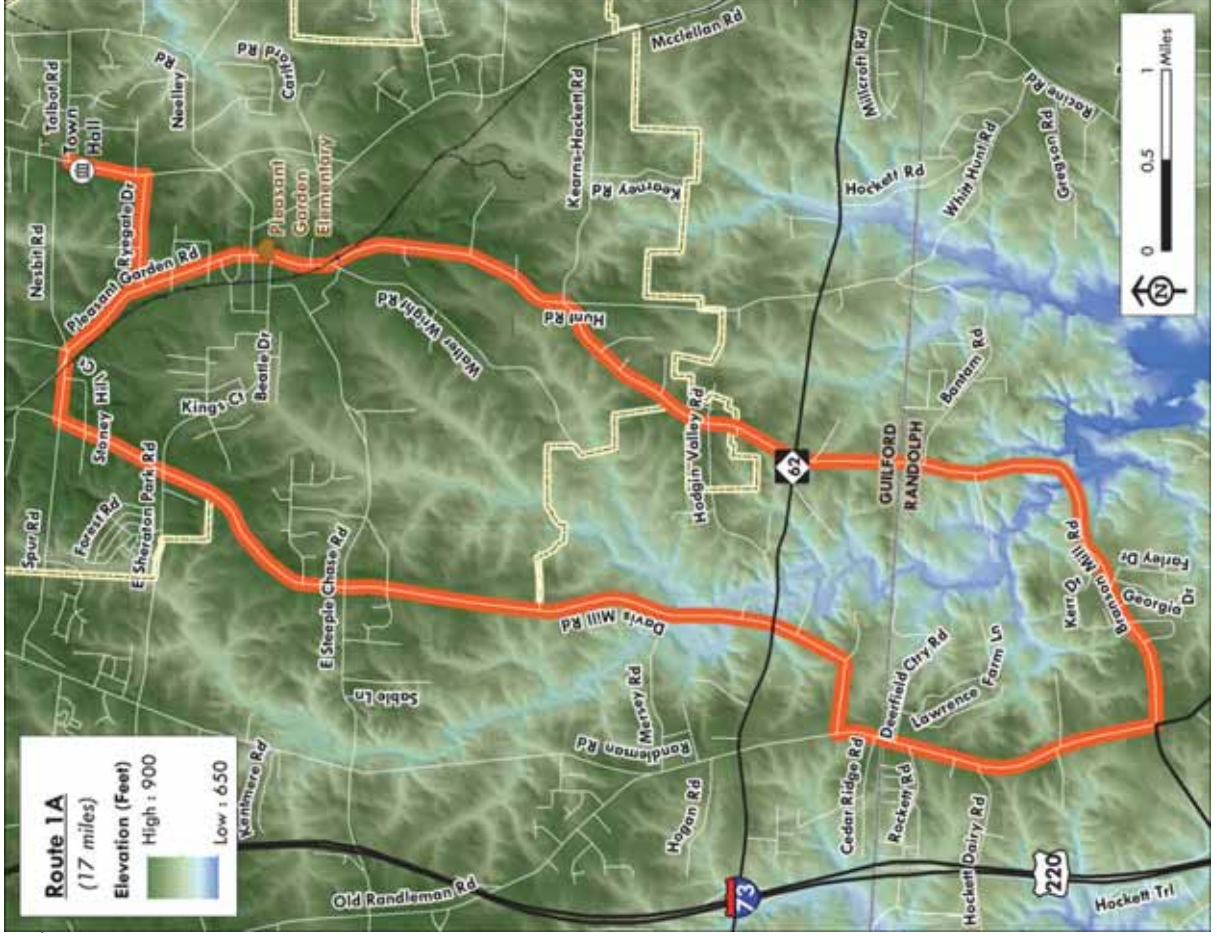 Route 1A
(17 miles)
Elevation (Feet)
High : 900
Low : 650
Talbot Rd
Town
Hall
Nesbit Rd
Ryegate Dr
Pleasant Garden Rd
Neelley Rd
Carlford Rd
Pleasant
Garden
Elementary
Spur Rd
Stoney Hill Ct
Forest Rd
E Sheraton Park Rd
Kings Ct
Beatle Dr
Walter Wright Rd
E Steeple Chase Rd
Sable Ln
Kentmere Rd
Old Randleman Rd
Mcclellan Rd
Kearns-Hackett Rd
Kearney Rd
Hunt Rd
Hodgin Valley Rd
Davis Mill Rd
Mersey Rd
Randleman Rd
Hogan Rd
62
73
220
Millcroft Rd
Hockett Rd
Whitt Hunt Rd
Racine Rd
Gregson Rd
Bantam Rd
GUILFORD
RANDOLPH
Cedar Ridge Rd
Deerfield Ctry Rd
Lawrence Farm Ln
Rockett Rd
Hockett Dairy Rd
Hockett Trl
Branson Mill Rd
Kerr Dr
Georgia Dr
Farley Dr
N
0 0.5 1
Miles